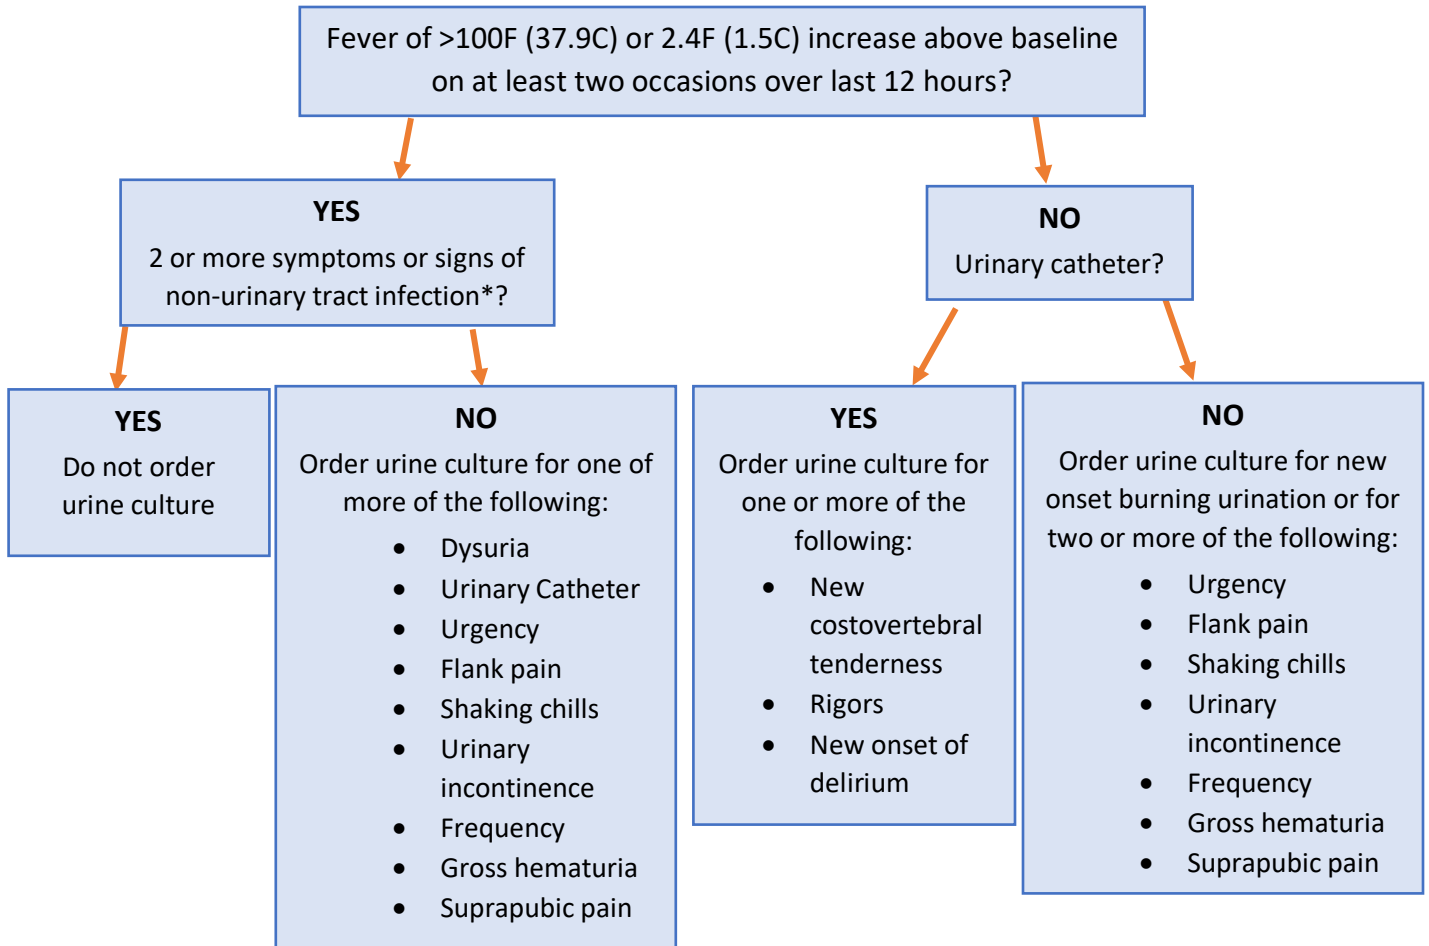 Fever of >100F (37.9C) or 2.4F (1.5C) increase above baseline
on at least two occasions over last 12 hours?
YES
2 or more symptoms or signs of
non-urinary tract infection*?
NO
Urinary catheter?
YES
Do not order
urine culture
NO
Order urine culture for one of
more of the following:
• Dysuria
• Urinary Catheter
• Urgency
• Flank pain
• Shaking chills
• Urinary
incontinence
• Frequency
• Gross hematuria
• Suprapubic pain
YES
Order urine culture for
one or more of the
following:
• New
costovertebral
tenderness
• Rigors
• New onset of
delirium
NO
Order urine culture for new
onset burning urination or for
two or more of the following:
• Urgency
• Flank pain
• Shaking chills
• Urinary
incontinence
• Frequency
• Gross hematuria
• Suprapubic pain